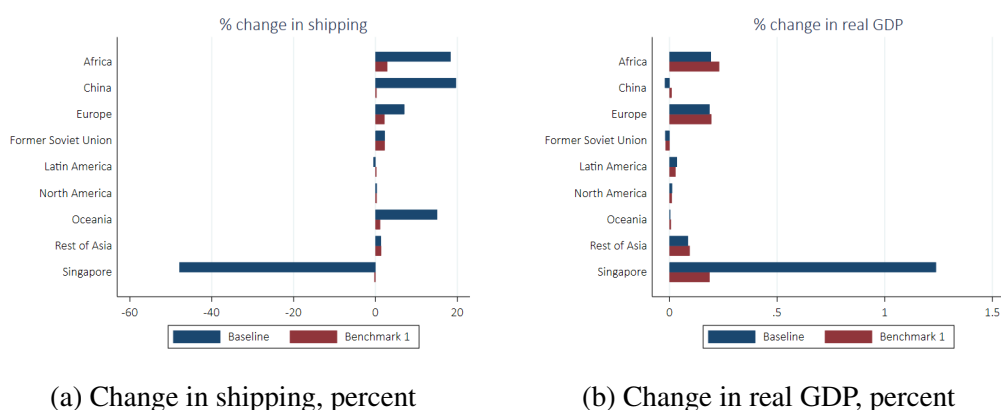 % change in shipping
Africa
China
Europe
Former Soviet Union
Latin America
North America
Oceania
Rest of Asia
Singapore
-60 -40 -20 0 20
Baseline Benchmark 1
(a) Change in shipping, percent
% change in real GDP
Africa
China
Europe
Former Soviet Union
Latin America
North America
Oceania
Rest of Asia
Singapore
0 .5 1 1.5
Baseline Benchmark 1
(b) Change in real GDP, percent